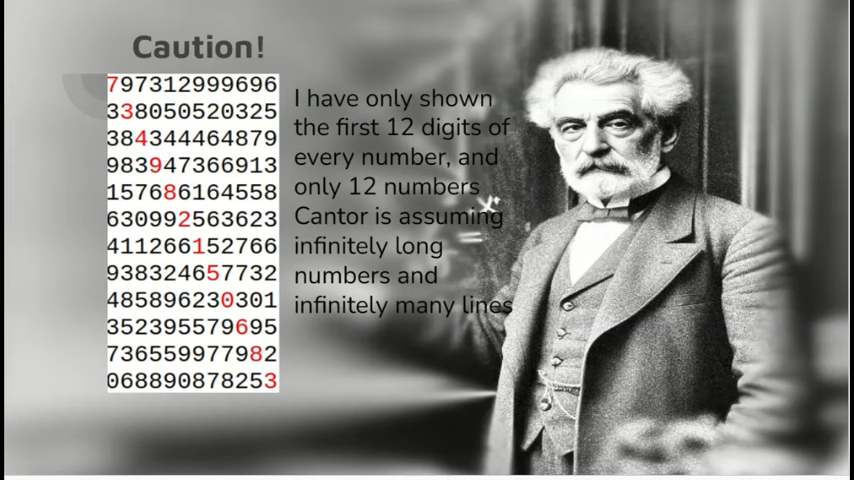 Caution!
797312999696
338050520325
384344464879
983947366913
157686164558
630992563623
411266152766
938324657732
485896230301
352395579695
736559977982
068890878253
I have only shown
the first 12 digits of
every number, and
only 12 numbers
Cantor is assuming
infinitely long
numbers and
infinitely many lines